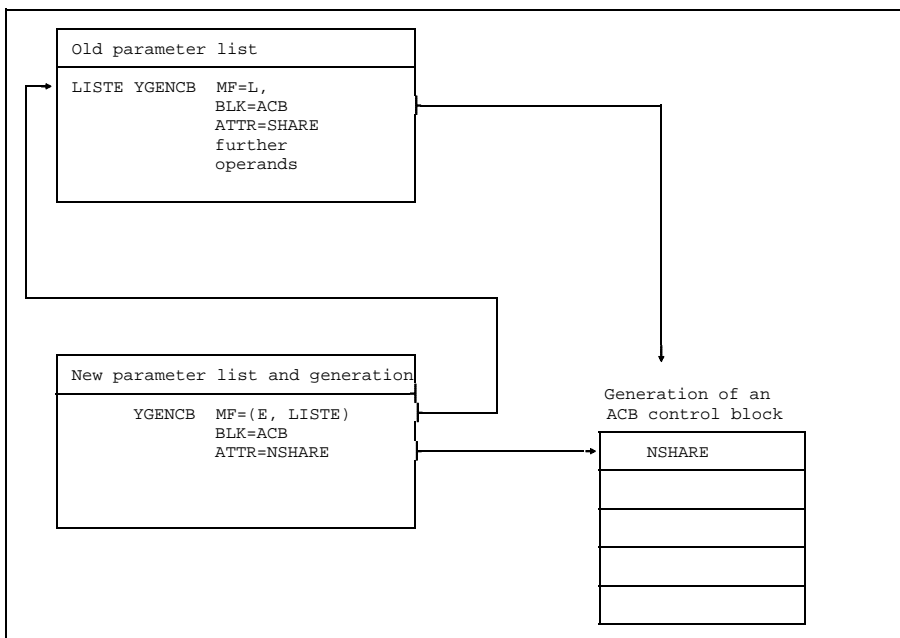 Old parameter list
LISTE YGENCB MF=L,
BLK=ACB
ATTR=SHARE
further
operands
New parameter list and generation
YGENCB MF=(E, LISTE)
BLK=ACB
ATTR=NSHARE
Generation of an
ACB control block
NSHARE